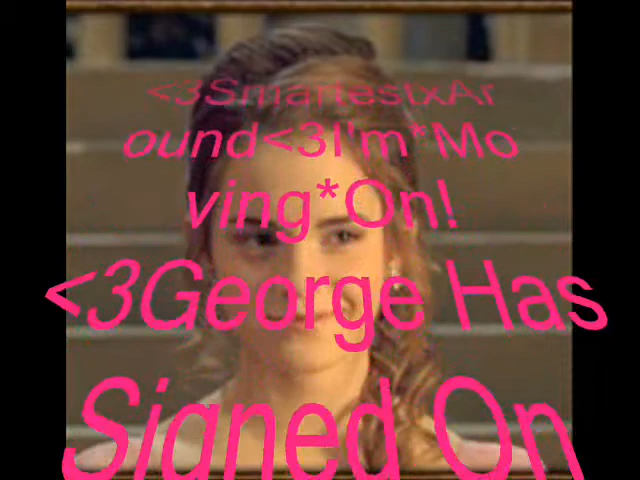 <3SmartestxAr
ound<3I'm*Mo
ving*On!
<3George Has
Signed On